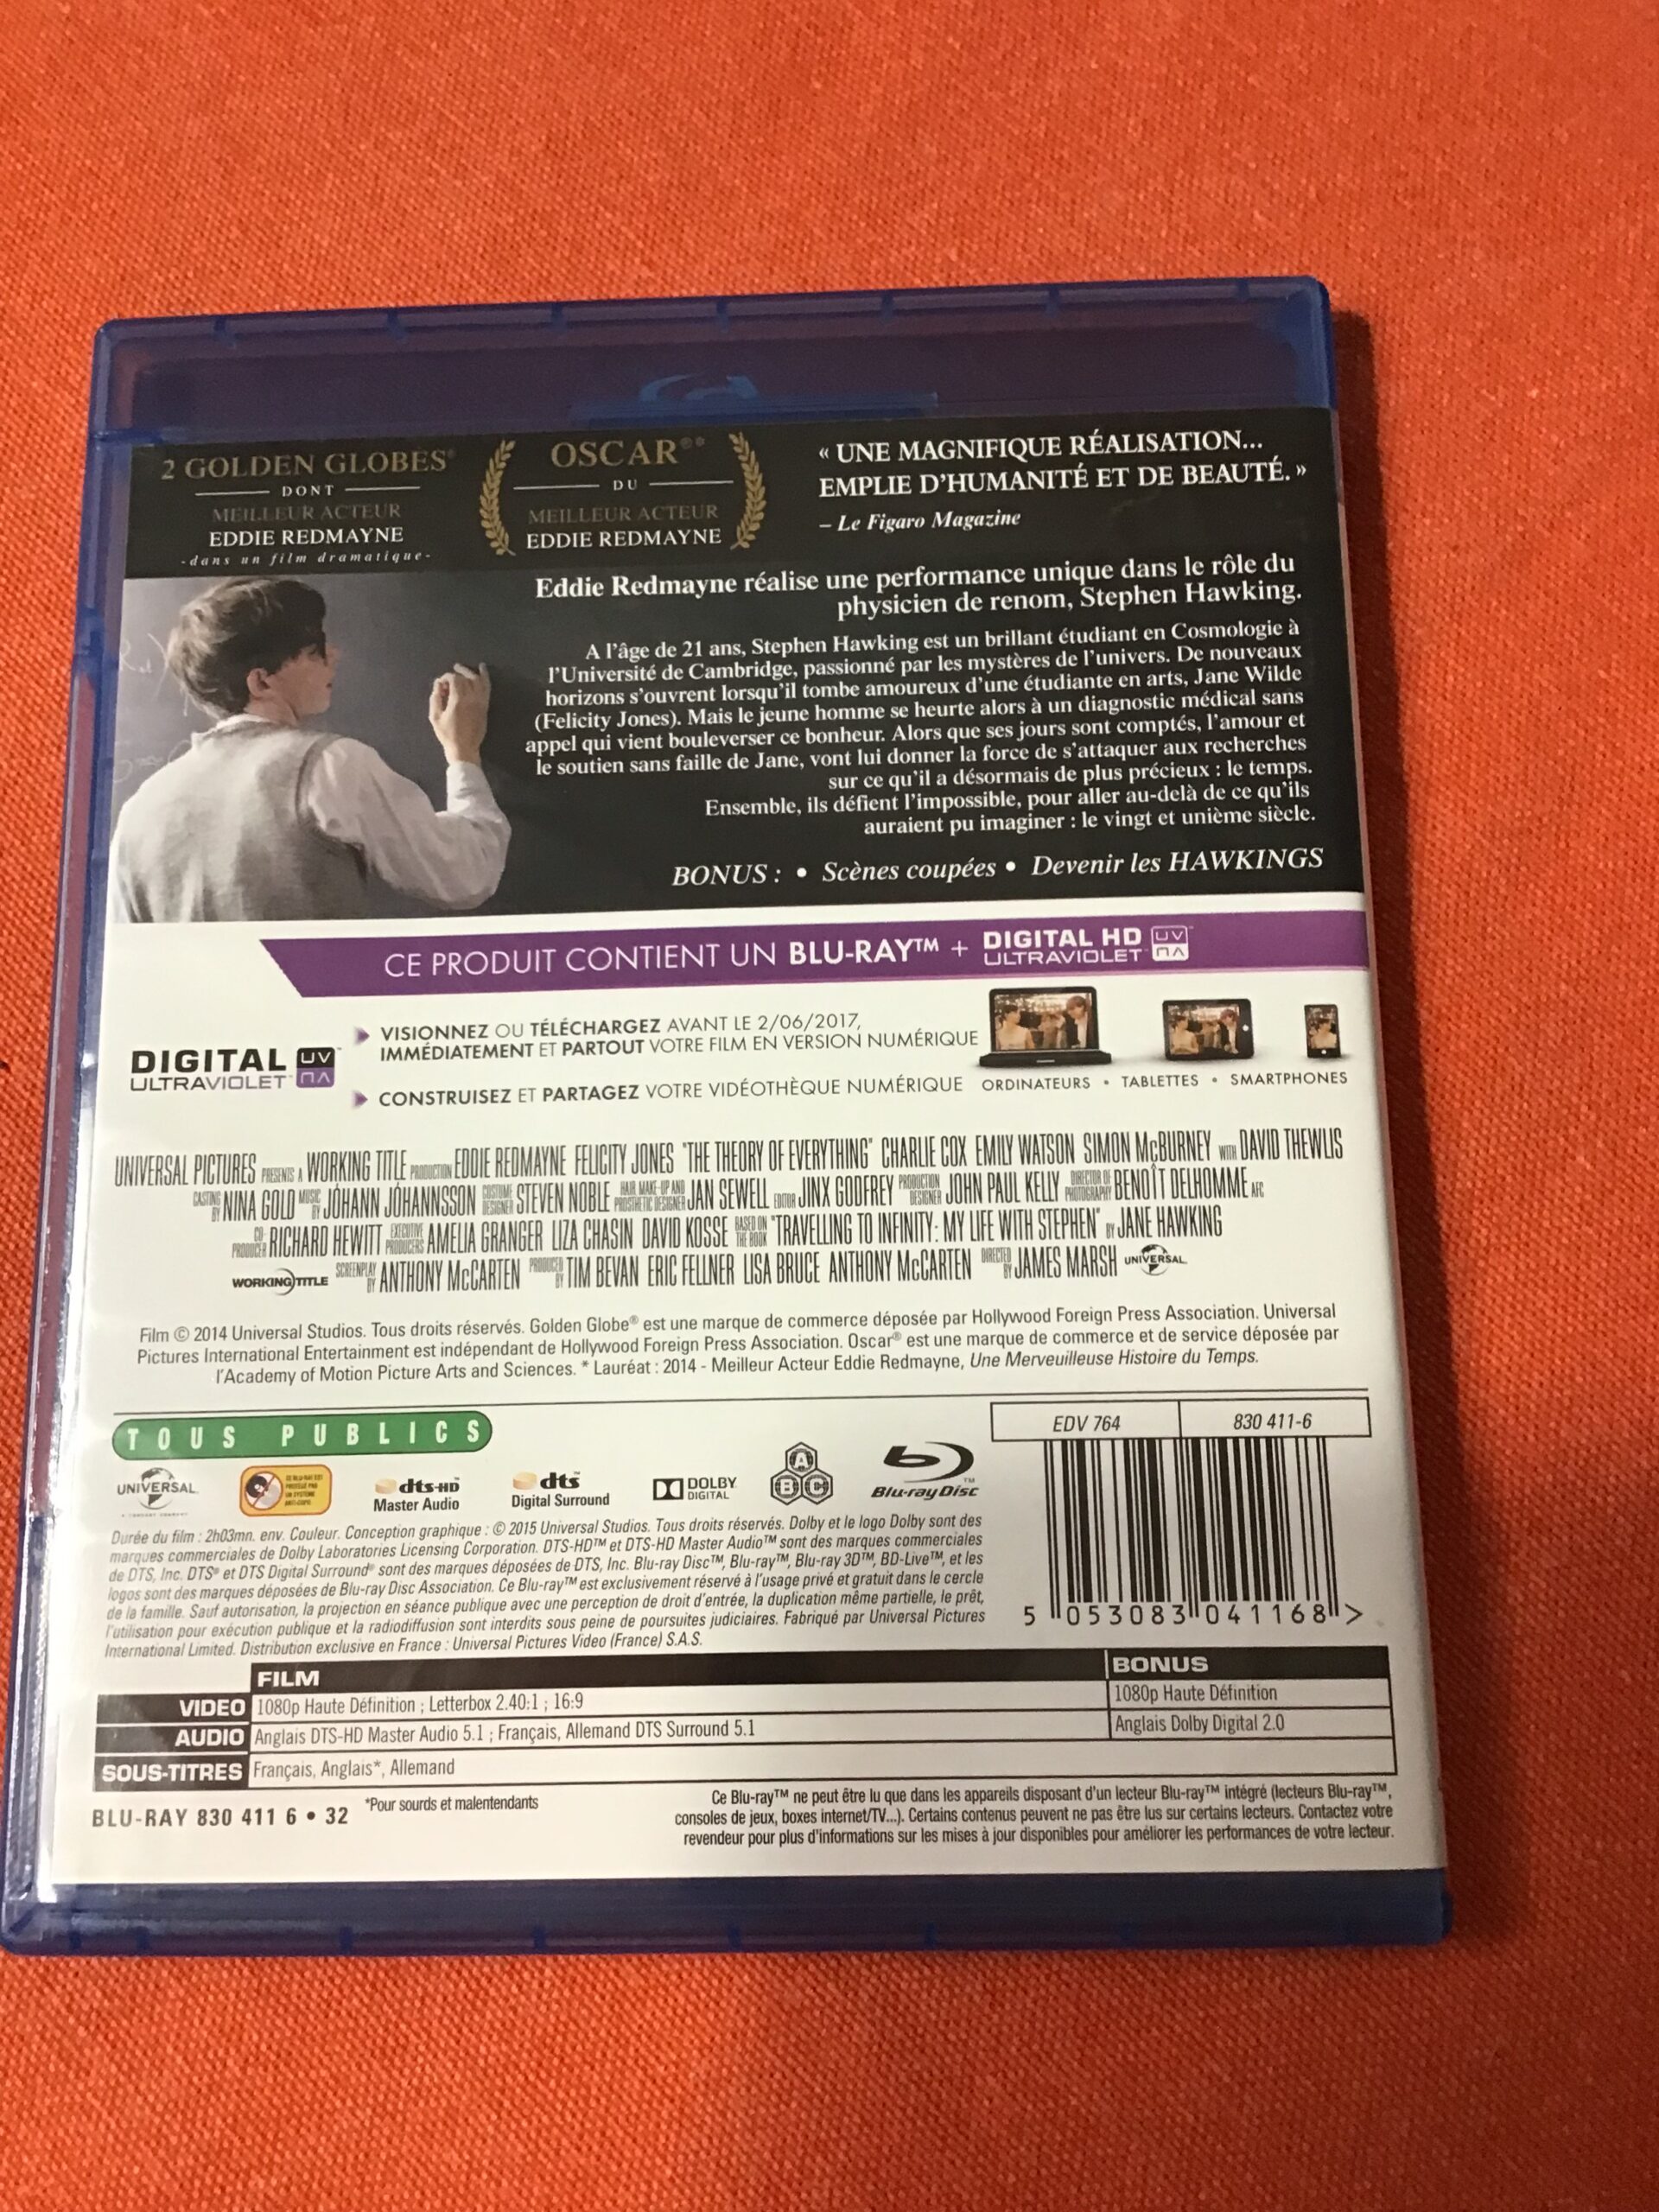 2 GOLDEN GLOBES®
DONT
MEILLEUR ACTEUR
EDDIE REDMAYNE
-dans un film dramatique-
OSCAR®*
DU
MEILLEUR ACTEUR
EDDIE REDMAYNE
« UNE MAGNIFIQUE RÉALISATION...
EMPLIE D'HUMANITÉ ET DE BEAUTÉ. »
– Le Figaro Magazine
Eddie Redmayne réalise une performance unique dans le rôle du
physicien de renom, Stephen Hawking.
A l'âge de 21 ans, Stephen Hawking est un brillant étudiant en Cosmologie à
l'Université de Cambridge, passionné par les mystères de l'univers. De nouveaux
horizons s'ouvrent lorsqu'il tombe amoureux d'une étudiante en arts, Jane Wilde
(Felicity Jones). Mais le jeune homme se heurte alors à un diagnostic médical sans
appel qui vient bouleverser ce bonheur. Alors que ses jours sont comptés, l'amour et
le soutien sans faille de Jane, vont lui donner la force de s'attaquer aux recherches
sur ce qu'il a désormais de plus précieux : le temps.
Ensemble, ils défient l'impossible, pour aller au-delà de ce qu'ils
auraient pu imaginer : le vingt et unième siècle.
BONUS : • Scènes coupées • Devenir les HAWKINGS
CE PRODUIT CONTIENT UN BLU-RAY™ + DIGITAL HD
ULTRAVIOLET UV
DIGITAL UV
ULTRAVIOLET™
VISIONNEZ OU TÉLÉCHARGEZ AVANT LE 2/06/2017,
IMMÉDIATEMENT ET PARTOUT VOTRE FILM EN VERSION NUMÉRIQUE
CONSTRUISEZ ET PARTAGEZ VOTRE VIDÉOTHÈQUE NUMÉRIQUE
ORDINATEURS • TABLETTES • SMARTPHONES
UNIVERSAL PICTURES PRESENTS A WORKING TITLE PRODUCTION EDDIE REDMAYNE FELICITY JONES "THE THEORY OF EVERYTHING" CHARLIE COX EMILY WATSON SIMON McBURNEY WITH DAVID THEWLIS
CASTING BY NINA GOLD MUSIC BY JÓHANN JÓHANNSSON COSTUME DESIGNER STEVEN NOBLE HAIR, MAKE-UP AND PROSTHETIC DESIGNER JAN SEWELL EDITOR JINX GODFREY PRODUCTION DESIGNER JOHN PAUL KELLY DIRECTOR OF PHOTOGRAPHY BENOÎT DELHOMME AFC
CO-PRODUCER RICHARD HEWITT EXECUTIVE PRODUCERS AMELIA GRANGER LIZA CHASIN DAVID KOSSE BASED ON THE BOOK "TRAVELLING TO INFINITY: MY LIFE WITH STEPHEN" BY JANE HAWKING
WORKING TITLE SCREENPLAY BY ANTHONY McCARTEN PRODUCED BY TIM BEVAN ERIC FELLNER LISA BRUCE ANTHONY McCARTEN DIRECTED BY JAMES MARSH UNIVERSAL
Film © 2014 Universal Studios. Tous droits réservés. Golden Globe® est une marque de commerce déposée par Hollywood Foreign Press Association. Universal
Pictures International Entertainment est indépendant de Hollywood Foreign Press Association. Oscar® est une marque de commerce et de service déposée par
l'Academy of Motion Picture Arts and Sciences. * Lauréat : 2014 - Meilleur Acteur Eddie Redmayne, Une Merveilleuse Histoire du Temps.
TOUS PUBLICS
EDV 764
830 411-6
UNIVERSAL
dts-HD™
Master Audio
dts™
Digital Surround
DOLBY
DIGITAL
A
B C
Blu-ray Disc™
Durée du film : 2h03mn. env. Couleur. Conception graphique : © 2015 Universal Studios. Tous droits réservés. Dolby et le logo Dolby sont des
marques commerciales de Dolby Laboratories Licensing Corporation. DTS-HD™ et DTS-HD Master Audio™ sont des marques commerciales
de DTS, Inc. DTS® et DTS Digital Surround® sont des marques déposées de DTS, Inc. Blu-ray Disc™, Blu-ray™, Blu-ray 3D™, BD-Live™, et les
logos sont des marques déposées de Blu-ray Disc Association. Ce Blu-ray™ est exclusivement réservé à l'usage privé et gratuit dans le cercle
de la famille. Sauf autorisation, la projection en séance publique avec une perception de droit d'entrée, la duplication même partielle, le prêt,
l'utilisation pour exécution publique et la radiodiffusion sont interdits sous peine de poursuites judiciaires. Fabriqué par Universal Pictures
International Limited. Distribution exclusive en France : Universal Pictures Video (France) S.A.S.
5 053083 041168 >
FILM
BONUS
VIDEO 1080p Haute Définition ; Letterbox 2.40:1 ; 16:9
1080p Haute Définition
AUDIO Anglais DTS-HD Master Audio 5.1 ; Français, Allemand DTS Surround 5.1
Anglais Dolby Digital 2.0
SOUS-TITRES Français, Anglais*, Allemand
BLU-RAY 830 411 6 • 32
*Pour sourds et malentendants
Ce Blu-ray™ ne peut être lu que dans les appareils disposant d'un lecteur Blu-ray™ intégré (lecteurs Blu-ray™,
consoles de jeux, boxes internet/TV...). Certains contenus peuvent ne pas être lus sur certains lecteurs. Contactez votre
revendeur pour plus d'informations sur les mises à jour disponibles pour améliorer les performances de votre lecteur.